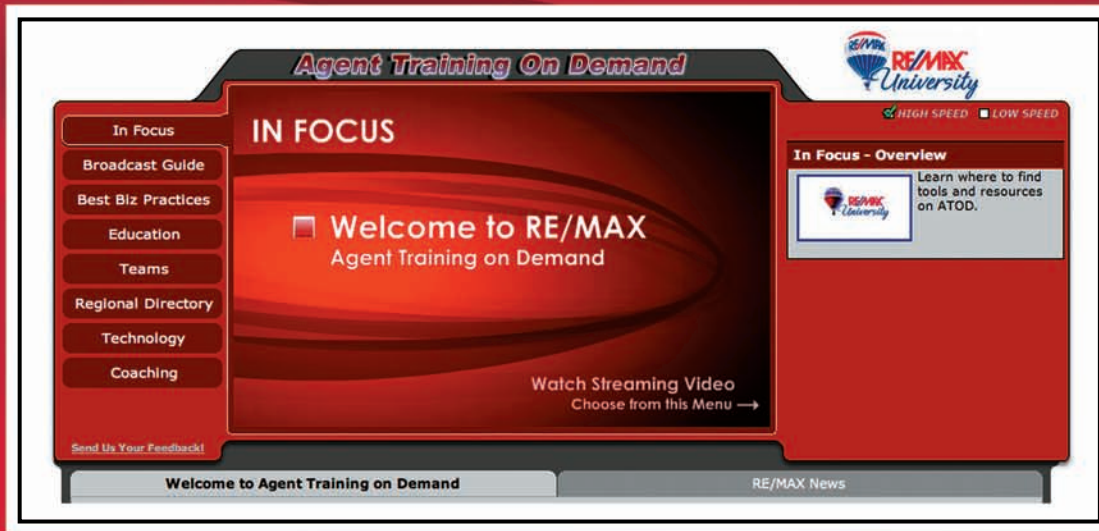 Agent Training On Demand
RE/MAX
RE/MAX
University
HIGH SPEED LOW SPEED
In Focus
Broadcast Guide
Best Biz Practices
Education
Teams
Regional Directory
Technology
Coaching
Send Us Your Feedback!
IN FOCUS
Welcome to RE/MAX
Agent Training on Demand
Watch Streaming Video
Choose from this Menu
In Focus - Overview
RE/MAX
University
Learn where to find
tools and resources
on ATOD.
Welcome to Agent Training on Demand
RE/MAX News